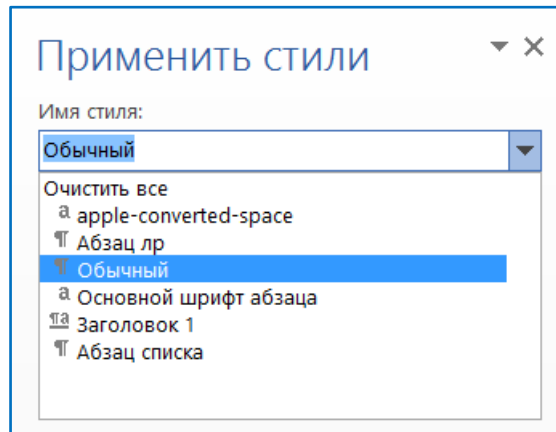 Применить стили
Имя стиля:
Обычный
Очистить все
a apple-converted-space
¶ Абзац лр
¶ Обычный
a Основной шрифт абзаца
¶a Заголовок 1
¶ Абзац списка